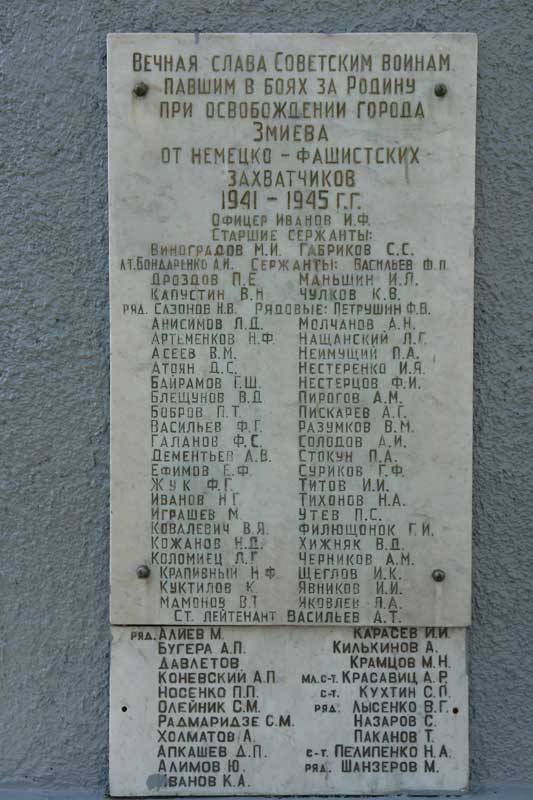 Вечная слава Советским воинам
павшим в боях за Родину
при освобождении города
Змиева
от немецко – фашистских
захватчиков
1941 – 1945 г.г.
Офицер Иванов И.Ф.
Старшие сержанты:
Виноградов М.И. Габриков С.С.
лт. Бондаренко А.И. Сержанты: Васильев Ф.П.
Дроздов П.Е. Маньшин И.Л.
Капустин В.Н. Чулков К.В.
ряд. Сазонов Н.В. Рядовые: Петрушин Ф.В.
Анисимов Л.Д. Молчанов А.Н.
Артёменков Н.Ф. Нащанский Л.Г.
Асеев В.М. Неимущий П.А.
Атоян Д.С. Нестеренко И.Я.
Байрамов Г.Ш. Нестерцов Ф.И.
Блещунов В.Д. Пирогов А.М.
Бобров П.Т. Пискарев А.Г.
Васильев Ф.Г. Разумков В.М.
Галанов Ф.С. Солодов А.И.
Дементьев А.В. Стокун П.А.
Ефимов Е.Ф. Суриков Г.Ф.
Жук Ф.Г. Титов И.И.
Иванов Н.Г. Тихонов Н.А.
Играшев М. Утев П.С.
Ковалевич В.Я. Филющонок Г.И.
Кожанов Н.Д. Хижняк В.Д.
Коломиец Л.Г. Черников А.М.
Крапивный Н.Ф. Щеглов И.К.
Куктилов К. Явников И.И.
Мамонов В.Т. Яковлев П.А.
Ст. лейтенант Васильев А.Т.
ряд. Алиев М. Карасев И.И.
Бугера А.П. Килькинов А.
Давлетов Крамцов М.Н.
Коневский А.П. мл.с-т. Красавиц А.Р.
Носенко П.П. с-т. Кухтин С.П.
Олейник С.М. ряд. Лысенко В.Г.
Радмаридзе С.М. Назаров С.
Холматов А. Паканов Т.
Апкашев Д.П. с-т. Пелипенко Н.А.
Алимов Ю. ряд. Шанзеров М.
Иванов К.А.